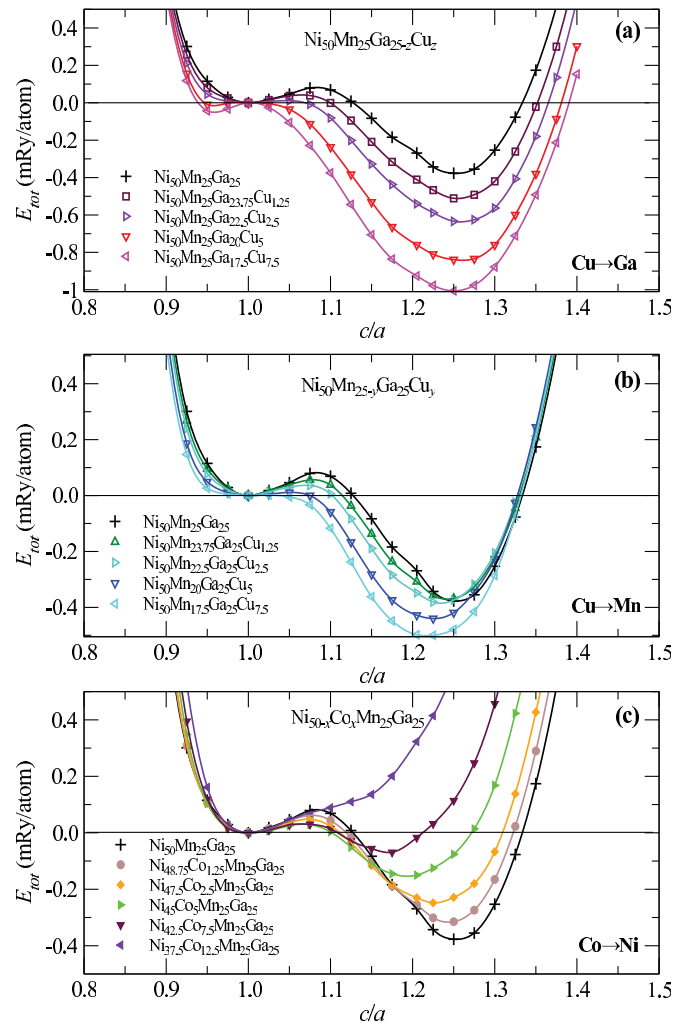 (a)
Ni50Mn25Ga25-zCuz
0.4
0.2
0.0
-0.2
-0.4
-0.6
-0.8
-1
Etot (mRy/atom)
Ni50Mn25Ga25
Ni50Mn25Ga23.75Cu1.25
Ni50Mn25Ga22.5Cu2.5
Ni50Mn25Ga20Cu5
Ni50Mn25Ga17.5Cu7.5
Cu→Ga
0.8 0.9 1.0 1.1 1.2 1.3 1.4 1.5
c/a
(b)
Ni50Mn25-yGa25Cuy
0.4
0.2
0.0
-0.2
-0.4
Etot (mRy/atom)
Ni50Mn25Ga25
Ni50Mn23.75Ga25Cu1.25
Ni50Mn22.5Ga25Cu2.5
Ni50Mn20Ga25Cu5
Ni50Mn17.5Ga25Cu7.5
Cu→Mn
0.8 0.9 1.0 1.1 1.2 1.3 1.4 1.5
c/a
(c)
Ni50-xCoxMn25Ga25
0.4
0.2
0.0
-0.2
-0.4
Etot (mRy/atom)
Ni50Mn25Ga25
Ni48.75Co1.25Mn25Ga25
Ni47.5Co2.5Mn25Ga25
Ni45Co5Mn25Ga25
Ni42.5Co7.5Mn25Ga25
Ni37.5Co12.5Mn25Ga25
Co→Ni
0.8 0.9 1.0 1.1 1.2 1.3 1.4 1.5
c/a